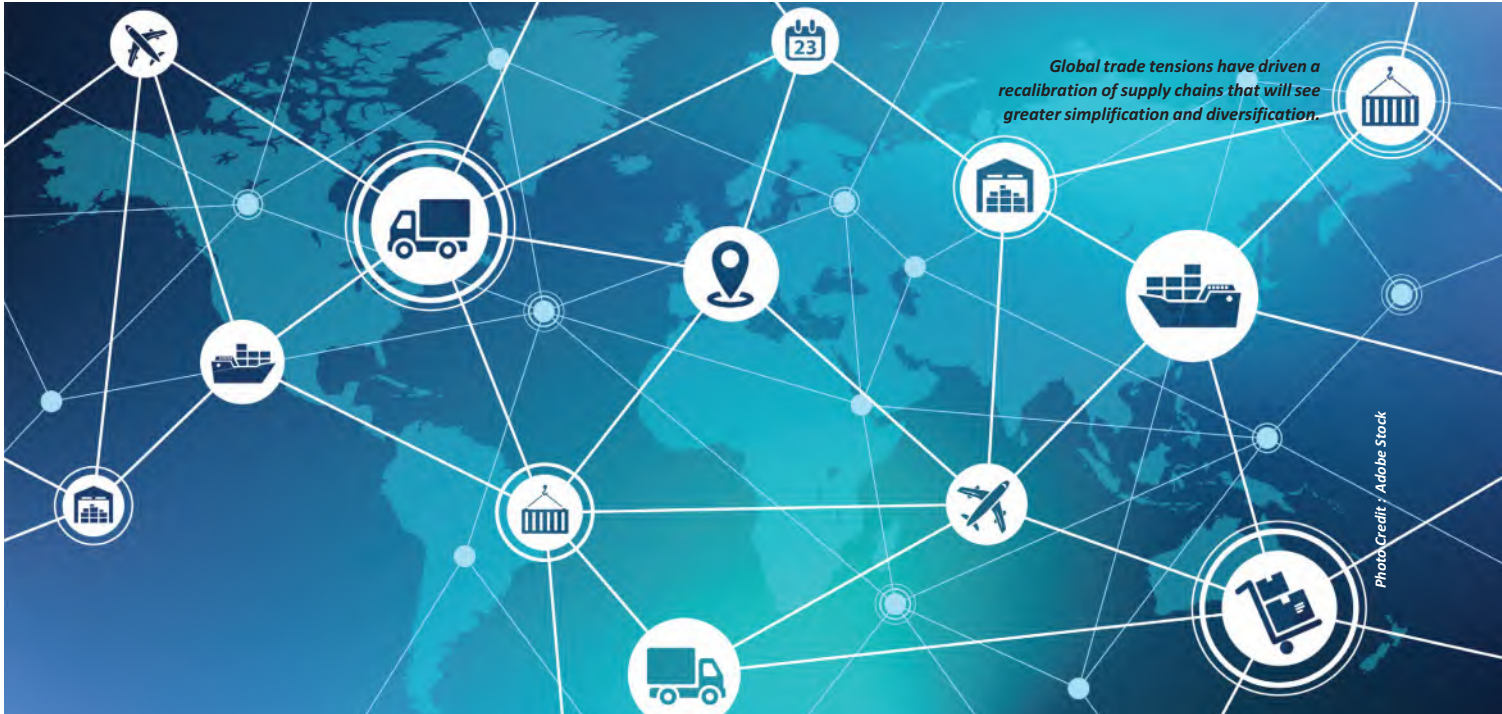 23
Global trade tensions have driven a
recalibration of supply chains that will see
greater simplification and diversification.
Photo Credit : Adobe Stock